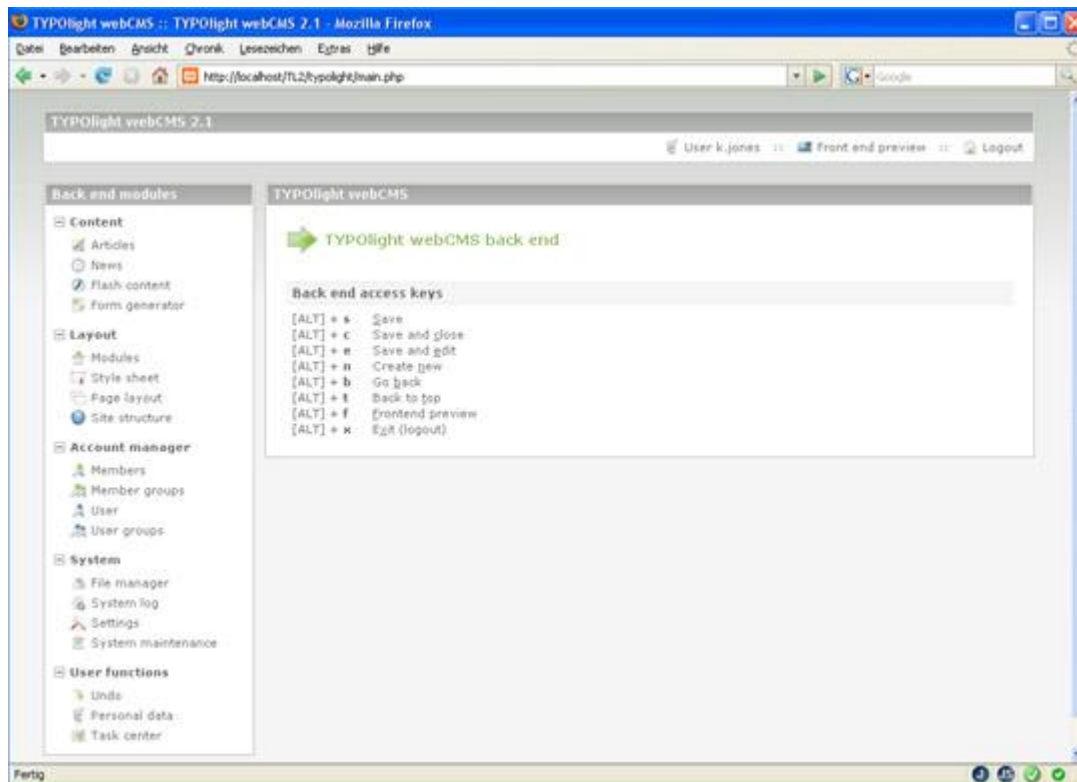 TYPOlight webCMS :: TYPOlight webCMS 2.1 - Mozilla Firefox
Datei Bearbeiten Ansicht Chronik Lesezeichen Extras Hilfe
http://localhost/TL2/typolight/main.php
Google
TYPOlight webCMS 2.1
User k.jones :: Front end preview :: Logout
Back end modules
Content
Articles
News
Flash content
Form generator
Layout
Modules
Style sheet
Page layout
Site structure
Account manager
Members
Member groups
User
User groups
System
File manager
System log
Settings
System maintenance
User functions
Undo
Personal data
Task center
TYPOlight webCMS
TYPOlight webCMS back end
Back end access keys
[ALT] + s Save
[ALT] + c Save and close
[ALT] + e Save and edit
[ALT] + n Create new
[ALT] + b Go back
[ALT] + t Back to top
[ALT] + f Frontend preview
[ALT] + x Exit (logout)
Fertig